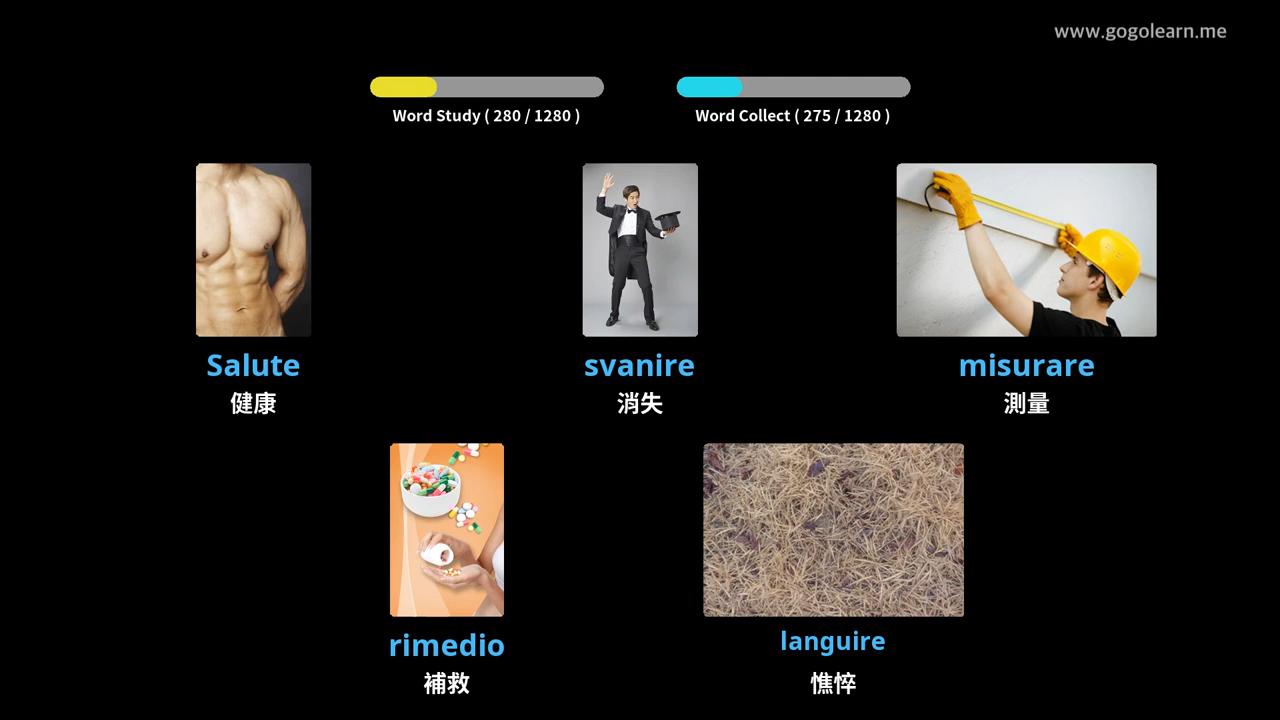 www.gogolearn.me
Word Study ( 280 / 1280 )
Word Collect ( 275 / 1280 )
Salute
健康
svanire
消失
misurare
測量
rimedio
補救
languire
憔悴